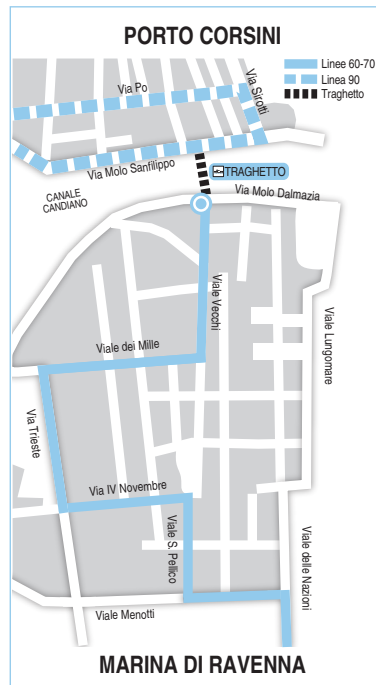 PORTO CORSINI
Linee 60-70
Linea 90
Traghetto
Via Po
Via Sirotti
Via Molo Sanfilippo
TRAGHETTO
CANALE
CANDIANO
Via Molo Dalmazia
Viale Vecchi
Viale Lungomare
Viale dei Mille
Via Trieste
Via IV Novembre
Viale S. Pellico
Viale delle Nazioni
Viale Menotti
MARINA DI RAVENNA